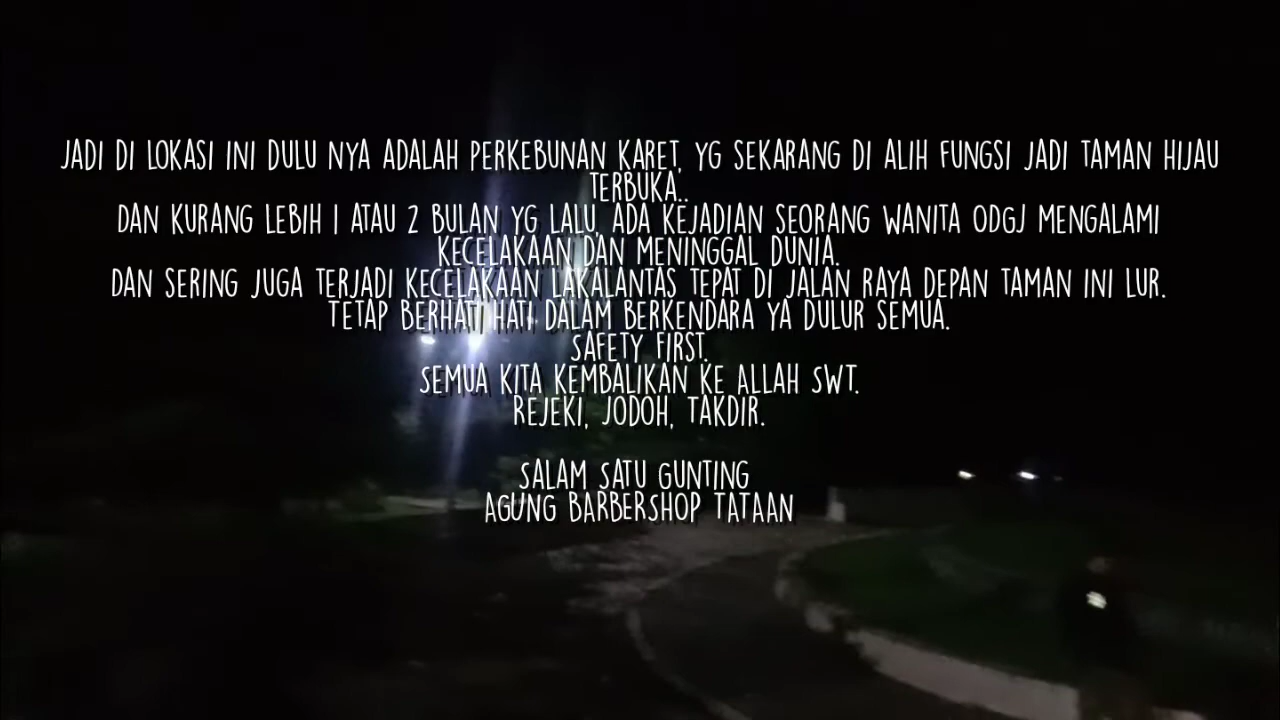 JADI DI LOKASI INI DULU NYA ADALAH PERKEBUNAN KARET, YG SEKARANG DI ALIH FUNGSI JADI TAMAN HIJAU
TERBUKA..
DAN KURANG LEBIH 1 ATAU 2 BULAN YG LALU, ADA KEJADIAN SEORANG WANITA ODGJ MENGALAMI
KECELAKAAN DAN MENINGGAL DUNIA.
DAN SERING JUGA TERJADI KECELAKAAN LAKALANTAS TEPAT DI JALAN RAYA DEPAN TAMAN INI LUR.
TETAP BERHATI HATI DALAM BERKENDARA YA DULUR SEMUA.
SAFETY FIRST.
SEMUA KITA KEMBALIKAN KE ALLAH SWT.
REJEKI, JODOH, TAKDIR.
SALAM SATU GUNTING
AGUNG BARBERSHOP TATAAN